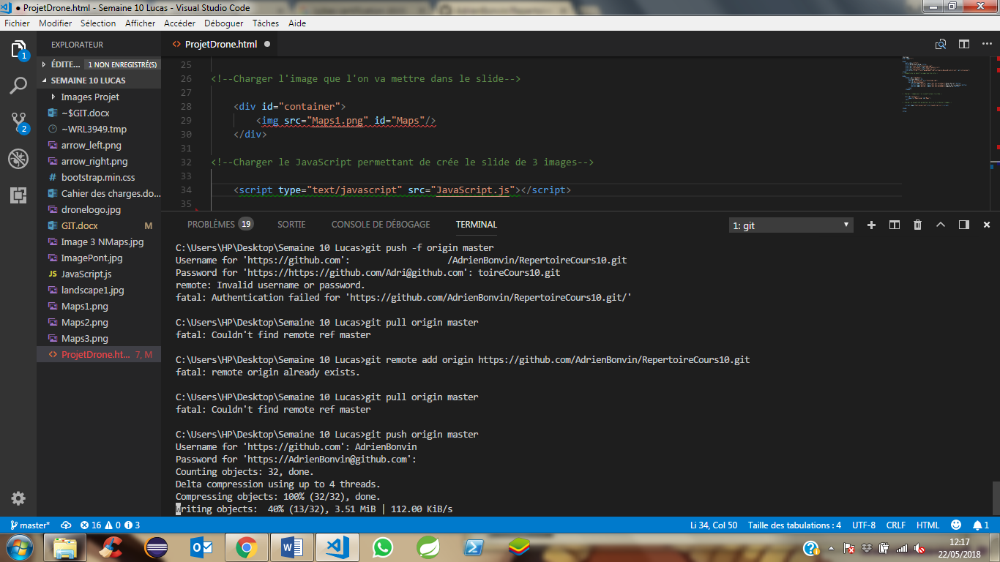 ProjetDrone.html - Semaine 10 Lucas - Visual Studio Code
Fichier Modifier Sélection Afficher Accéder Déboguer Tâches Aide
EXPLORATEUR
ÉDITE... 1 NON ENREGISTRÉ(S)
SEMAINE 10 LUCAS
Images Projet
~$GIT.docx
~WRL3949.tmp
arrow_left.png
arrow_right.png
bootstrap.min.css
Cahier des charges.do...
dronelogo.jpg
GIT.docx M
Image 3 NMaps.jpg
ImagePont.jpg
JavaScript.js
landscape1.jpg
Maps1.png
Maps2.png
Maps3.png
ProjetDrone.ht... 7, M
1
2
ProjetDrone.html
25
26 <!--Charger l'image que l'on va mettre dans le slide-->
27
28 <div id="container">
29 <img src="Maps1.png" id="Maps"/>
30 </div>
31
32 <!--Charger le JavaScript permettant de crée le slide de 3 images-->
33
34 <script type="text/javascript" src="JavaScript.js"></script>
35
PROBLÈMES 19 SORTIE CONSOLE DE DÉBOGAGE TERMINAL 1: git
C:\Users\HP\Desktop\Semaine 10 Lucas>git push -f origin master
Username for 'https://github.com': /AdrienBonvin/RepertoireCours10.git
Password for 'https://https://github.com/Adri@github.com': toireCours10.git
remote: Invalid username or password.
fatal: Authentication failed for 'https://github.com/AdrienBonvin/RepertoireCours10.git/'
C:\Users\HP\Desktop\Semaine 10 Lucas>git pull origin master
fatal: Couldn't find remote ref master
C:\Users\HP\Desktop\Semaine 10 Lucas>git remote add origin https://github.com/AdrienBonvin/RepertoireCours10.git
fatal: remote origin already exists.
C:\Users\HP\Desktop\Semaine 10 Lucas>git pull origin master
fatal: Couldn't find remote ref master
C:\Users\HP\Desktop\Semaine 10 Lucas>git push origin master
Username for 'https://github.com': AdrienBonvin
Password for 'https://AdrienBonvin@github.com':
Counting objects: 32, done.
Delta compression using up to 4 threads.
Compressing objects: 100% (32/32), done.
Writing objects: 40% (13/32), 3.51 MiB | 112.00 KiB/s
master* 16 0 3 Li 34, Col 50 Taille des tabulations : 4 UTF-8 CRLF HTML 1
12:17
22/05/2018